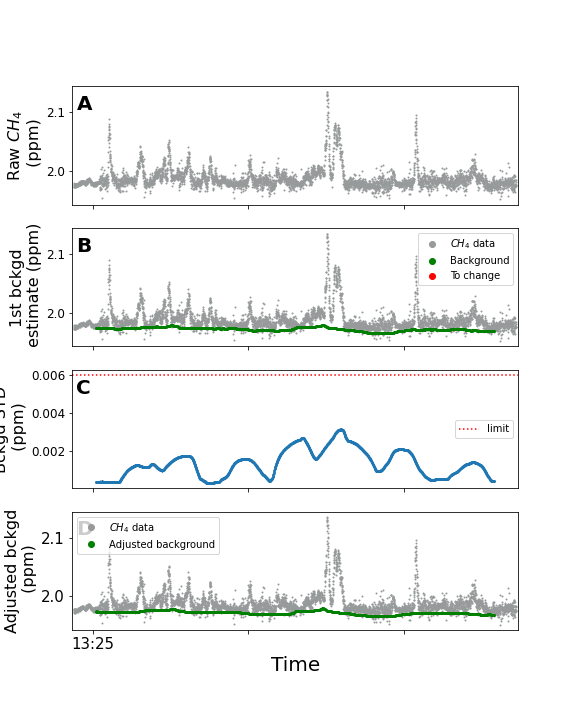 A
Raw CH4
(ppm)
2.1
2.0
B
1st bckgd
estimate (ppm)
2.1
2.0
CH4 data
Background
To change
C
(ppm)
0.006
0.004
0.002
limit
D
Adjusted bckgd
(ppm)
2.1
2.0
CH4 data
Adjusted background
13:25
Time